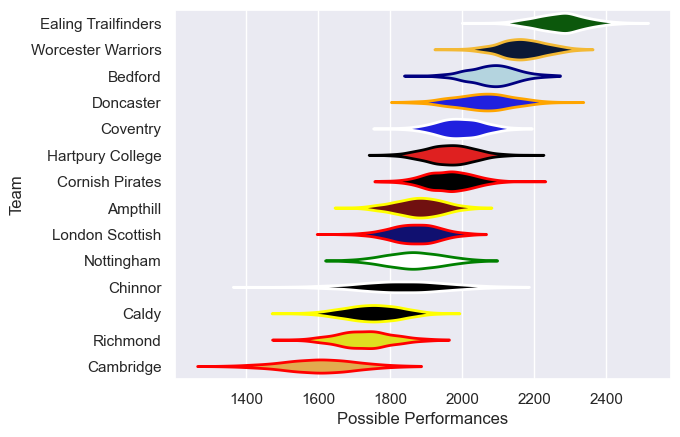 Ealing Trailfinders
Worcester Warriors
Bedford
Doncaster
Coventry
Hartpury College
Cornish Pirates
Ampthill
London Scottish
Nottingham
Chinnor
Caldy
Richmond
Cambridge
Team
1400 1600 1800 2000 2200 2400
Possible Performances